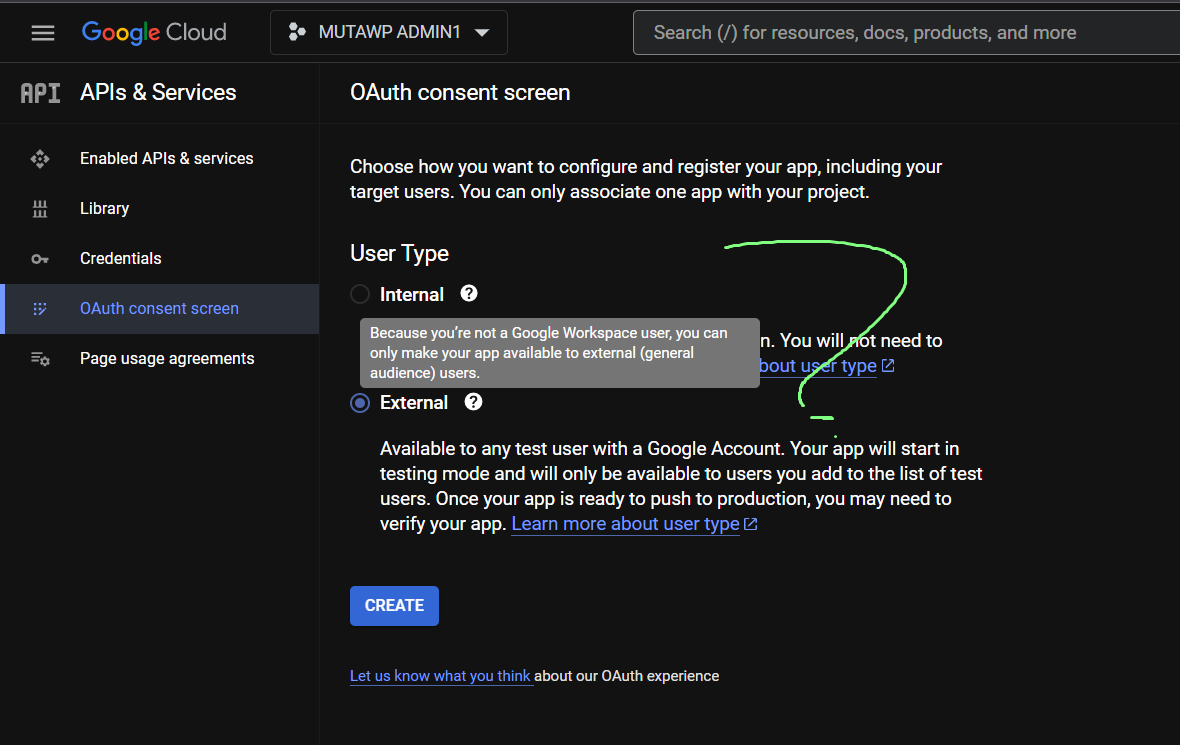 Google Cloud
MUTAWP ADMIN1
Search (/) for resources, docs, products, and more
API
APIs & Services
OAuth consent screen
Enabled APIs & services
Library
Credentials
OAuth consent screen
Page usage agreements
Choose how you want to configure and register your app, including your
target users. You can only associate one app with your project.
User Type
Internal
Because you're not a Google Workspace user, you can
only make your app available to external (general
audience) users.
n. You will not need to
bout user type
External
Available to any test user with a Google Account. Your app will start in
testing mode and will only be available to users you add to the list of test
users. Once your app is ready to push to production, you may need to
verify your app. Learn more about user type
CREATE
Let us know what you think about our OAuth experience